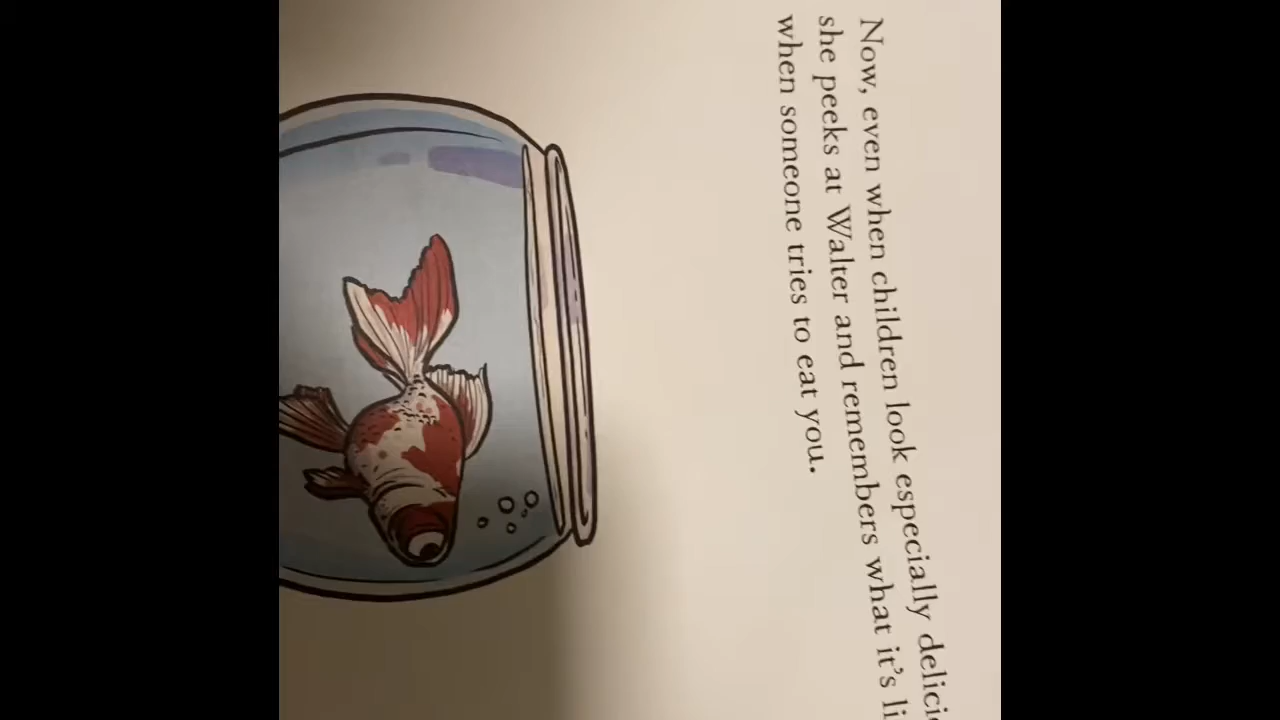 Now, even when children look especially
she peeks at Walter and remembers what it's
when someone tries to eat you.